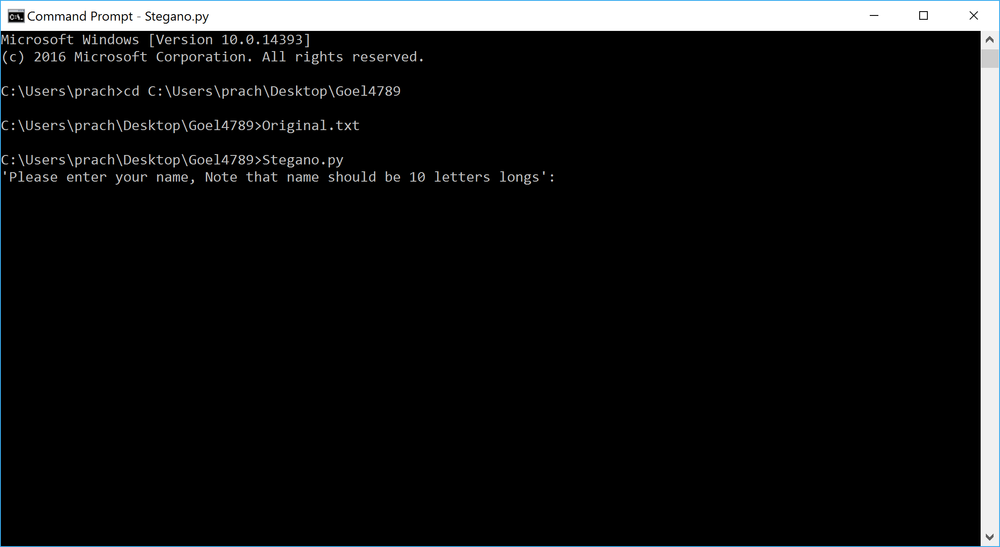 Command Prompt - Stegano.py
Microsoft Windows [Version 10.0.14393]
(c) 2016 Microsoft Corporation. All rights reserved.
C:\Users\prach>cd C:\Users\prach\Desktop\Goel4789
C:\Users\prach\Desktop\Goel4789>Original.txt
C:\Users\prach\Desktop\Goel4789>Stegano.py
'Please enter your name, Note that name should be 10 letters longs':